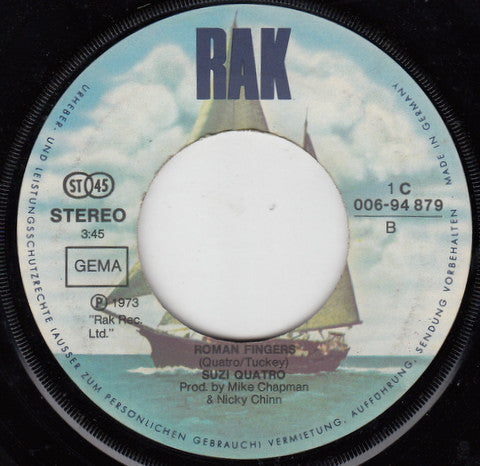 RAK
ST 45
STEREO
3:45
GEMA
Ⓟ 1973
"Rak Rec.
Ltd."
1 C
006-94 879
B
ROMAN FINGERS
(Quatro/Tuckey)
SUZI QUATRO
Prod. by Mike Chapman
& Nicky Chinn
URHEBER- UND LEISTUNGSSCHUTZRECHTE (AUSSER ZUM PERSÖNLICHEN GEBRAUCH) VERMIETUNG, AUFFÜHRUNG, SENDUNG VORBEHALTEN · MADE IN GERMANY